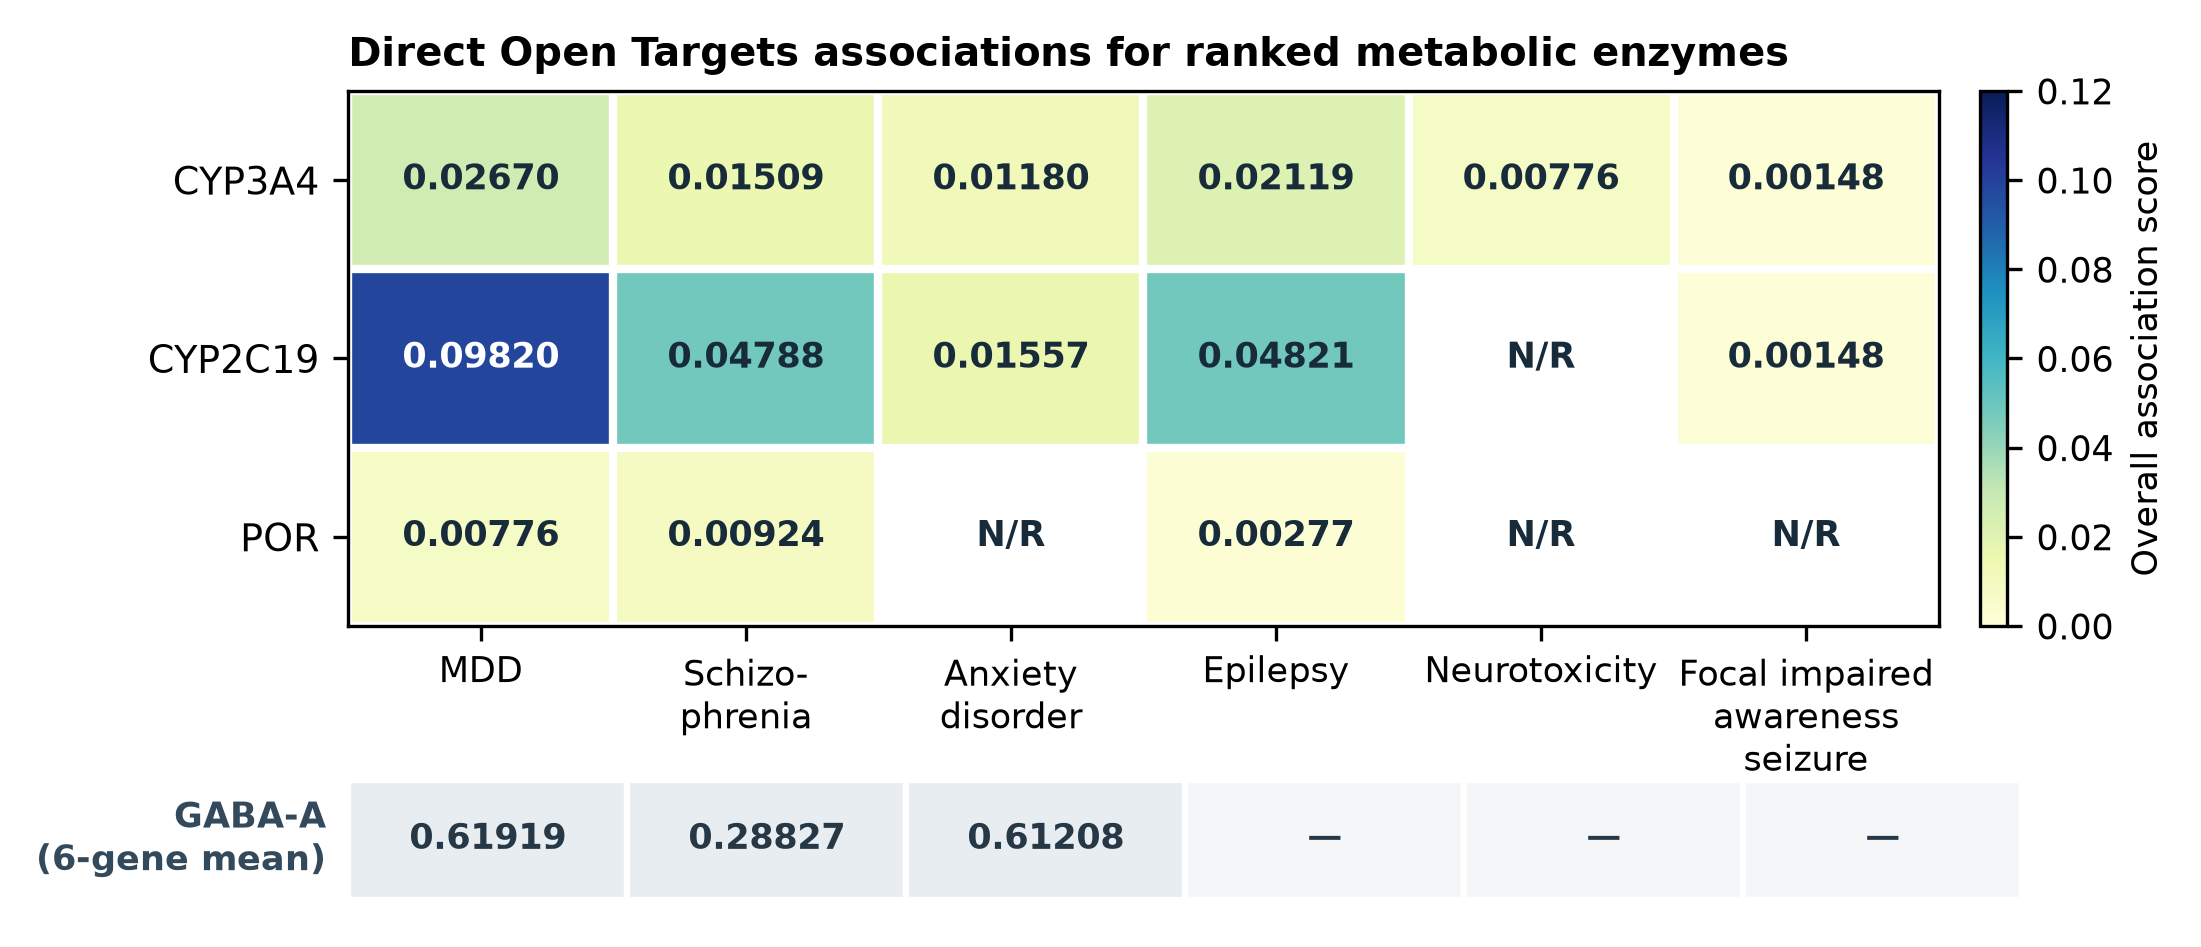 Direct Open Targets associations for ranked metabolic enzymes
CYP3A4 0.02670 0.01509 0.01180 0.02119 0.00776 0.00148
CYP2C19 0.09820 0.04788 0.01557 0.04821 N/R 0.00148
POR 0.00776 0.00924 N/R 0.00277 N/R N/R
0.12
0.10
0.08
0.06
0.04
0.02
0.00
Overall association score
MDD
Schizo-
phrenia
Anxiety
disorder
Epilepsy
Neurotoxicity
Focal impaired
awareness
seizure
GABA-A
(6-gene mean)
0.61919 0.28827 0.61208 — — —